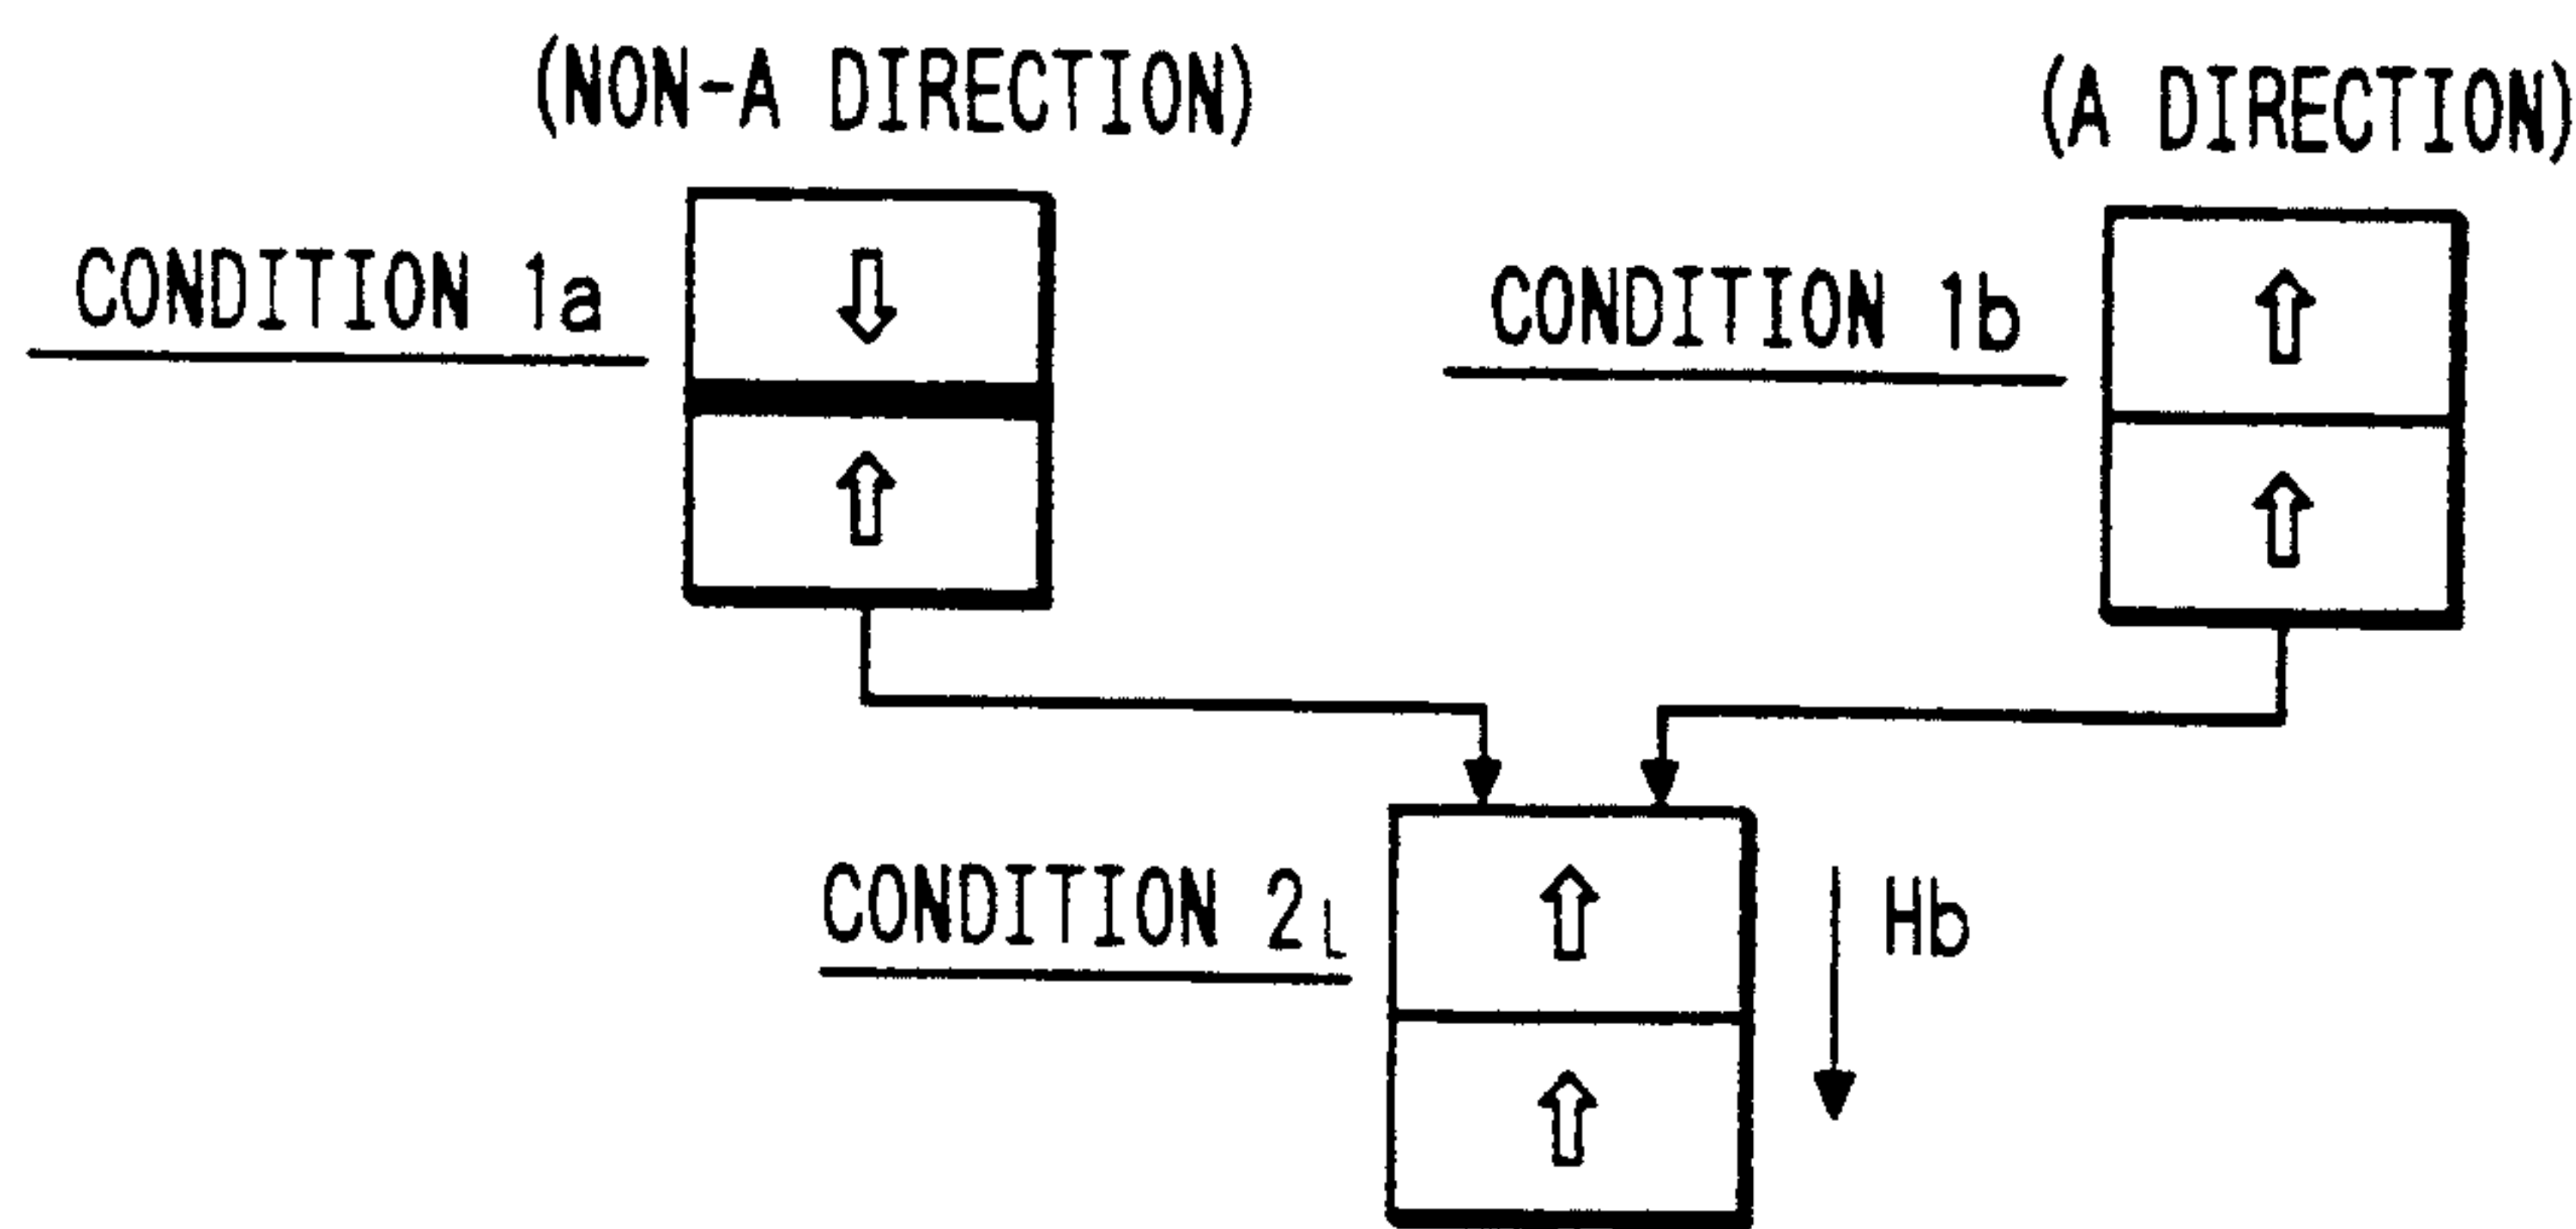 (NON-A DIRECTION)
(A DIRECTION)
CONDITION 1a
CONDITION 1b
CONDITION 2L
Hb